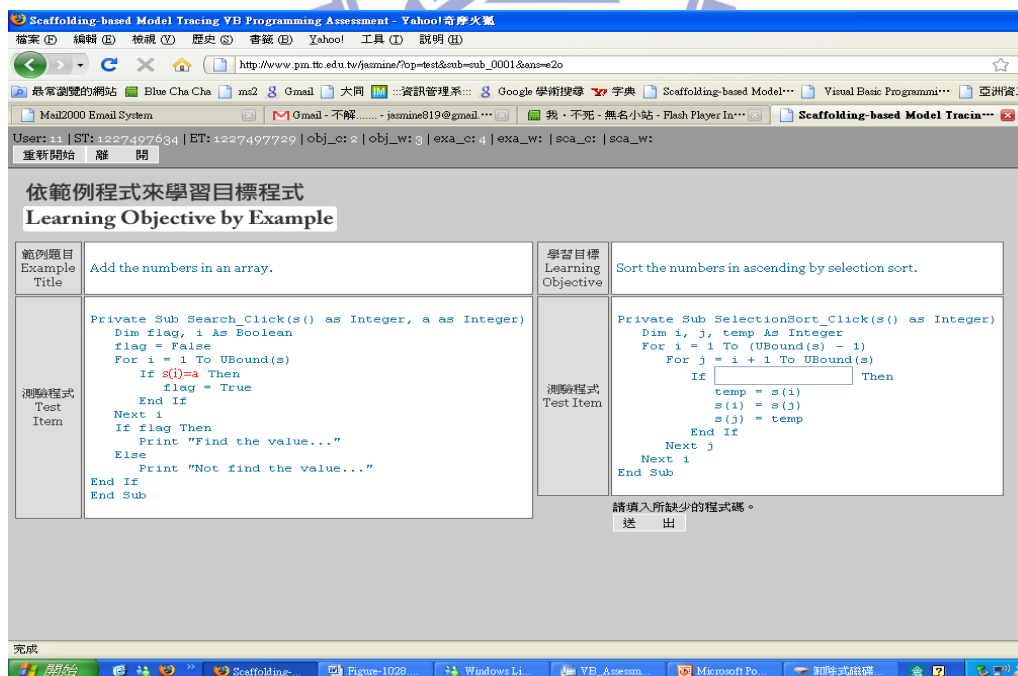 Scaffolding-based Model Tracing VB Programming Assessment - Yahoo!奇摩火狐
檔案(F) 編輯(E) 檢視(V) 歷史(S) 書籤(B) Yahoo! 工具(T) 說明(H)
http://www.pm.ttc.edu.tw/jasmine/?op=test&sub=sub_0001&ans=e2o
最常瀏覽的網站 Blue Cha Cha ms2 Gmail 大同 :::資訊管理系::: Google 學術搜尋 字典 Scaffolding-based Model… Visual Basic Programmi… 亞洲資
Mail2000 Email System Gmail - 不解....... - jasmine819@gmail.… 我‧不死 - 無名小站 - Flash Player In… Scaffolding-based Model Tracin…
User: 11 | ST: 1227497634 | ET: 1227497729 | obj_c: 2 | obj_w: 3 | exa_c: 4 | exa_w: | sca_c: | sca_w:
重新開始 離 開
依範例程式來學習目標程式
Learning Objective by Example
範例題目
Example
Title
Add the numbers in an array.
學習目標
Learning
Objective
Sort the numbers in ascending by selection sort.
測驗程式
Test
Item
Private Sub Search_Click(s() as Integer, a as Integer)
Dim flag, i As Boolean
flag = False
For i = 1 To UBound(s)
If s(i)=a Then
flag = True
End If
Next i
If flag Then
Print "Find the value..."
Else
Print "Not find the value..."
End If
End Sub
測驗程式
Test Item
Private Sub SelectionSort_Click(s() as Integer)
Dim i, j, temp As Integer
For i = 1 To (UBound(s) - 1)
For j = i + 1 To UBound(s)
If Then
temp = s(i)
s(i) = s(j)
s(j) = temp
End If
Next j
Next i
End Sub
請填入所缺少的程式碼。
送 出
完成
開始 Scaffolding-... Figure-1028.... Windows Li... VB_Assessm... Microsoft Po... 卸除式磁碟...